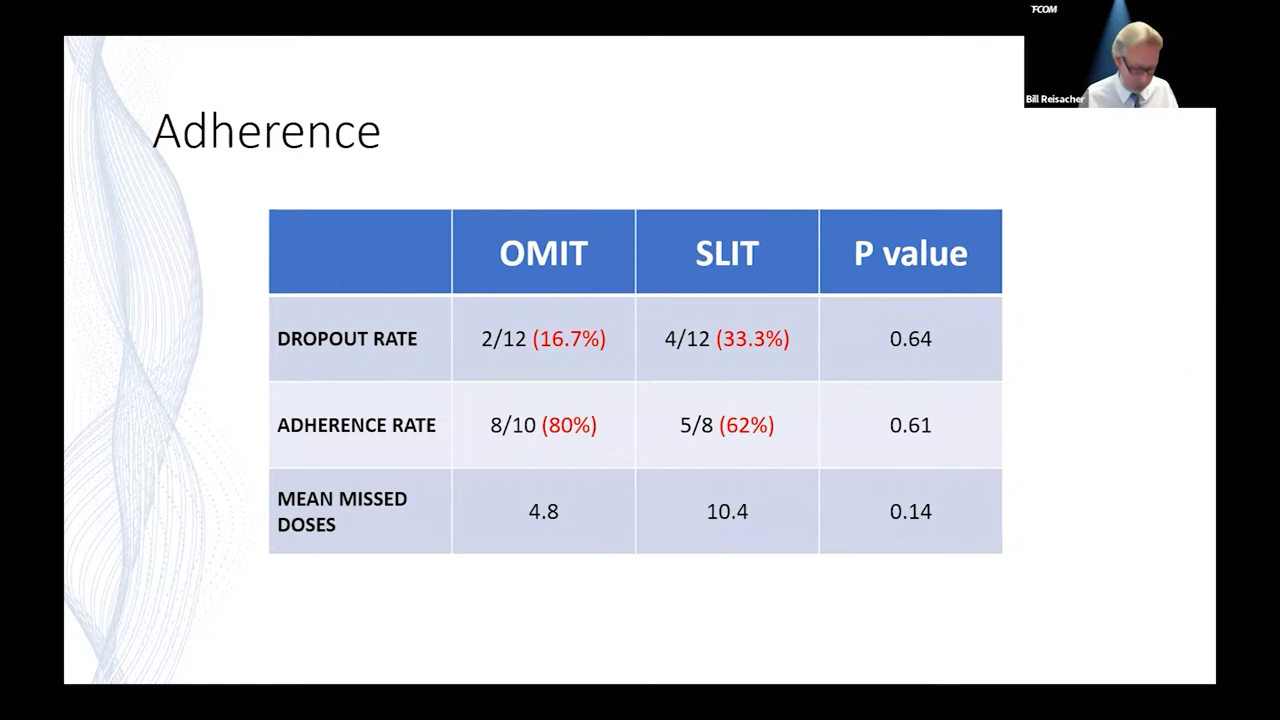 FCOM
Bill Reisacher
Adherence
OMIT SLIT P value
DROPOUT RATE 2/12 (16.7%) 4/12 (33.3%) 0.64
ADHERENCE RATE 8/10 (80%) 5/8 (62%) 0.61
MEAN MISSED
DOSES 4.8 10.4 0.14